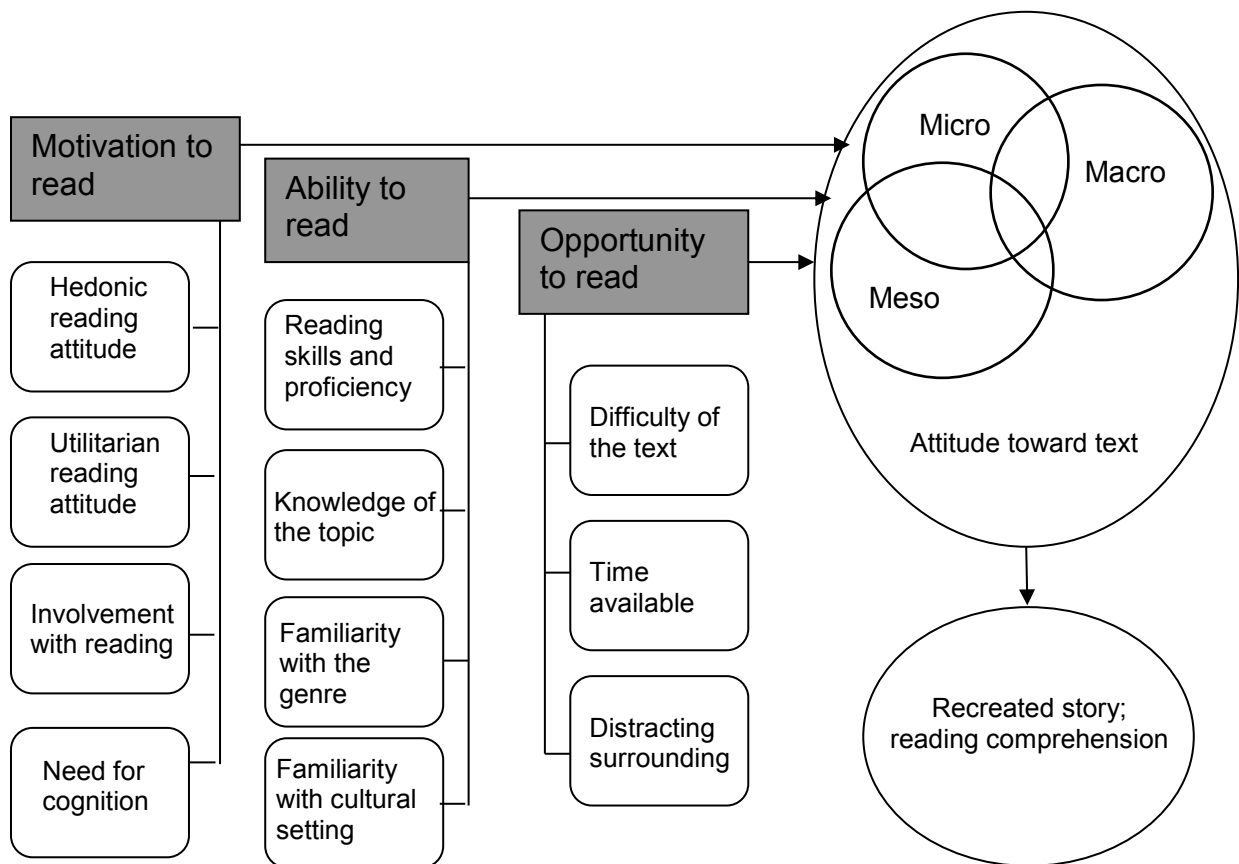 Motivation to
read
Hedonic
reading
attitude
Utilitarian
reading
attitude
Involvement
with reading
Need for
cognition
Ability to
read
Reading
skills and
proficiency
Knowledge of
the topic
Familiarity
with the
genre
Familiarity
with cultural
setting
Opportunity
to read
Difficulty of
the text
Time
available
Distracting
surrounding
Micro
Macro
Meso
Attitude toward text
Recreated story;
reading comprehension